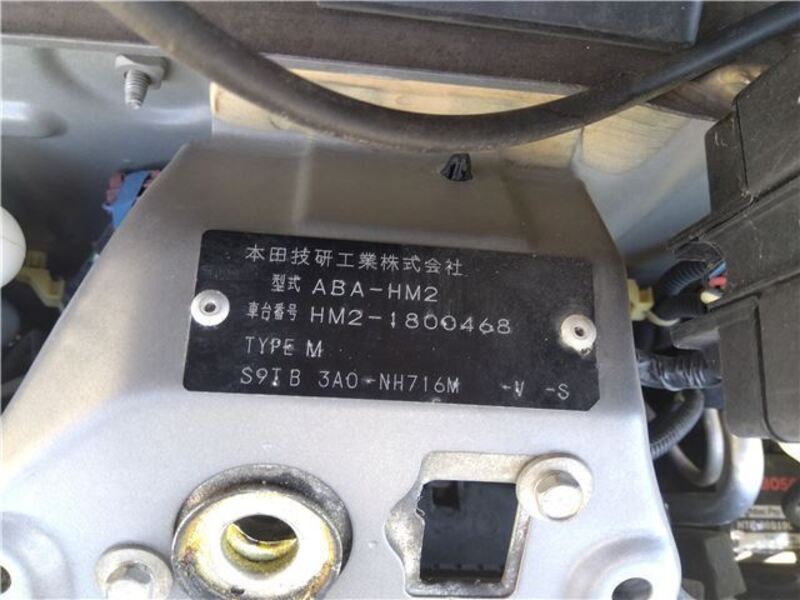 本田技研工業株式会社
型式 ABA-HM2
車台番号 HM2-1800468
TYPE M
S9TB 3A0-NH716M -V -S
BOSC